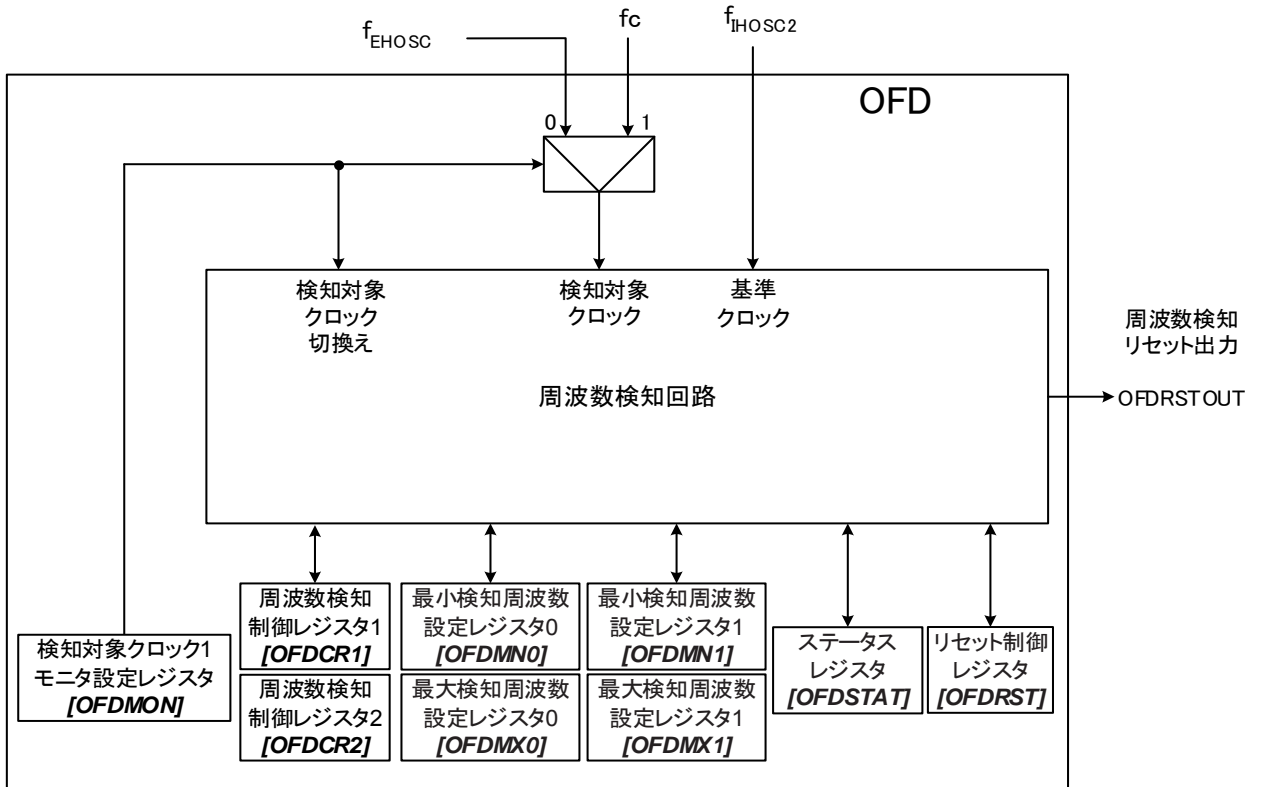 f_EHOSC
fc
f_IHOSC2
OFD
0
1
検知対象
クロック
切換え
検知対象
クロック
基準
クロック
周波数検知
リセット出力
周波数検知回路
OFDRSTOUT
検知対象クロック1
モニタ設定レジスタ
[OFDMON]
周波数検知
制御レジスタ1
[OFDCR1]
周波数検知
制御レジスタ2
[OFDCR2]
最小検知周波数
設定レジスタ0
[OFDMN0]
最大検知周波数
設定レジスタ0
[OFDMX0]
最小検知周波数
設定レジスタ1
[OFDMN1]
最大検知周波数
設定レジスタ1
[OFDMX1]
ステータス
レジスタ
[OFDSTAT]
リセット制御
レジスタ
[OFDRST]